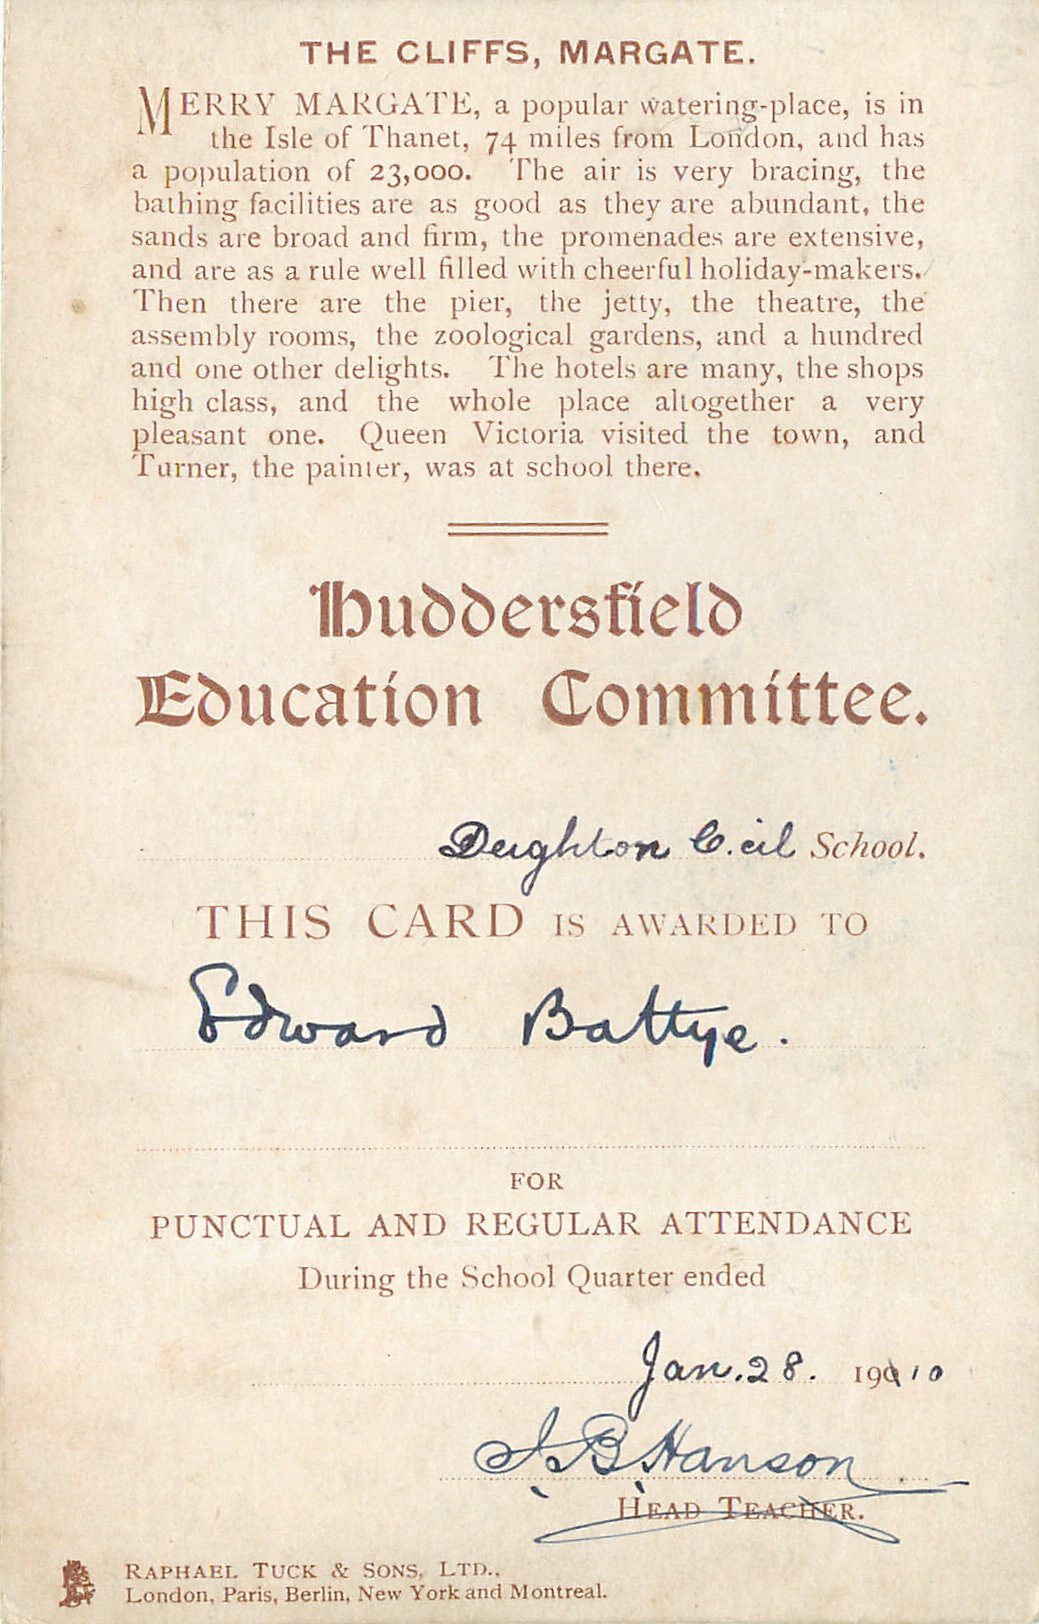 THE CLIFFS, MARGATE.
MERRY MARGATE, a popular watering-place, is in
the Isle of Thanet, 74 miles from London, and has
a population of 23,000. The air is very bracing, the
bathing facilities are as good as they are abundant, the
sands are broad and firm, the promenades are extensive,
and are as a rule well filled with cheerful holiday-makers.
Then there are the pier, the jetty, the theatre, the
assembly rooms, the zoological gardens, and a hundred
and one other delights. The hotels are many, the shops
high class, and the whole place altogether a very
pleasant one. Queen Victoria visited the town, and
Turner, the painter, was at school there.
Huddersfield
Education Committee.
Deighton C. School.
THIS CARD IS AWARDED TO
Edward Battye.
FOR
PUNCTUAL AND REGULAR ATTENDANCE
During the School Quarter ended
Jan. 28. 1910
J B Hanson
HEAD TEACHER.
RAPHAEL TUCK & SONS, LTD.,
London, Paris, Berlin, New York and Montreal.